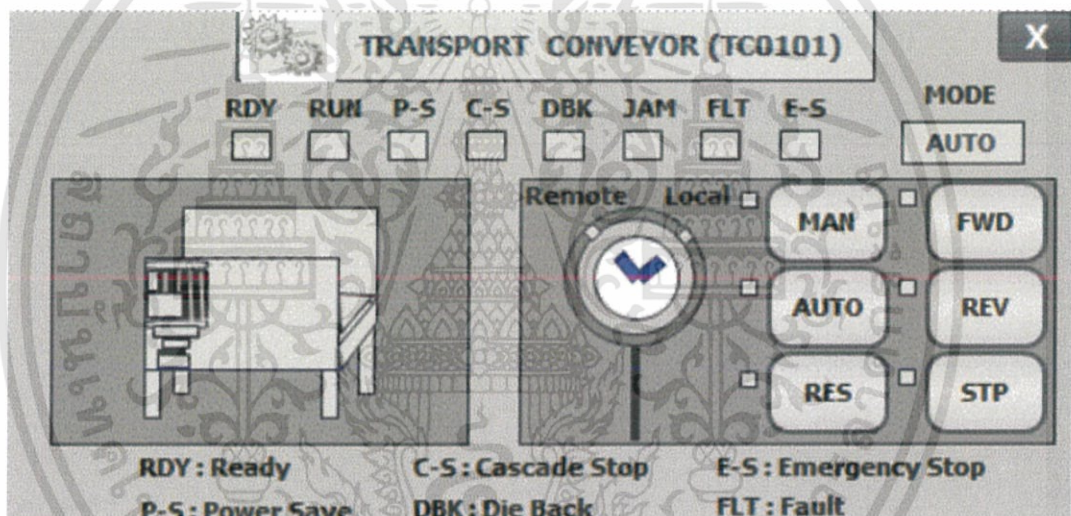 TRANSPORT CONVEYOR (TC0101)
X
RDY RUN P-S C-S DBK JAM FLT E-S
MODE
AUTO
Remote Local
MAN FWD
AUTO REV
RES STP
RDY : Ready C-S : Cascade Stop E-S : Emergency Stop
P-S : Power Save DBK : Die Back FLT : Fault